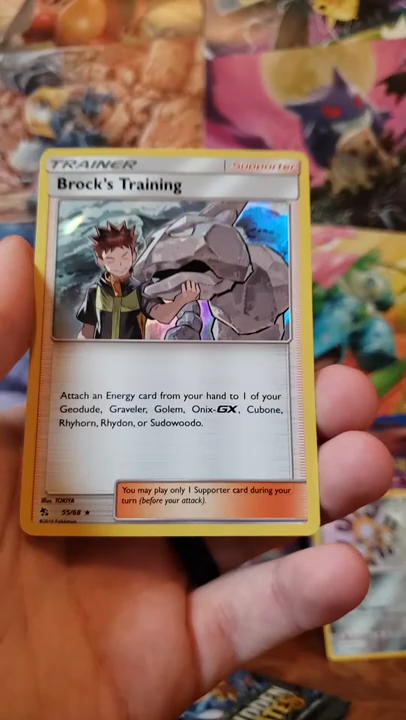 TRAINER Supporter
Brock's Training
Attach an Energy card from your hand to 1 of your
Geodude, Graveler, Golem, Onix-GX, Cubone,
Rhyhorn, Rhydon, or Sudowoodo.
You may play only 1 Supporter card during your
turn (before your attack).
Illus. TOKIYA
55/68 ★
©2019 Pokémon